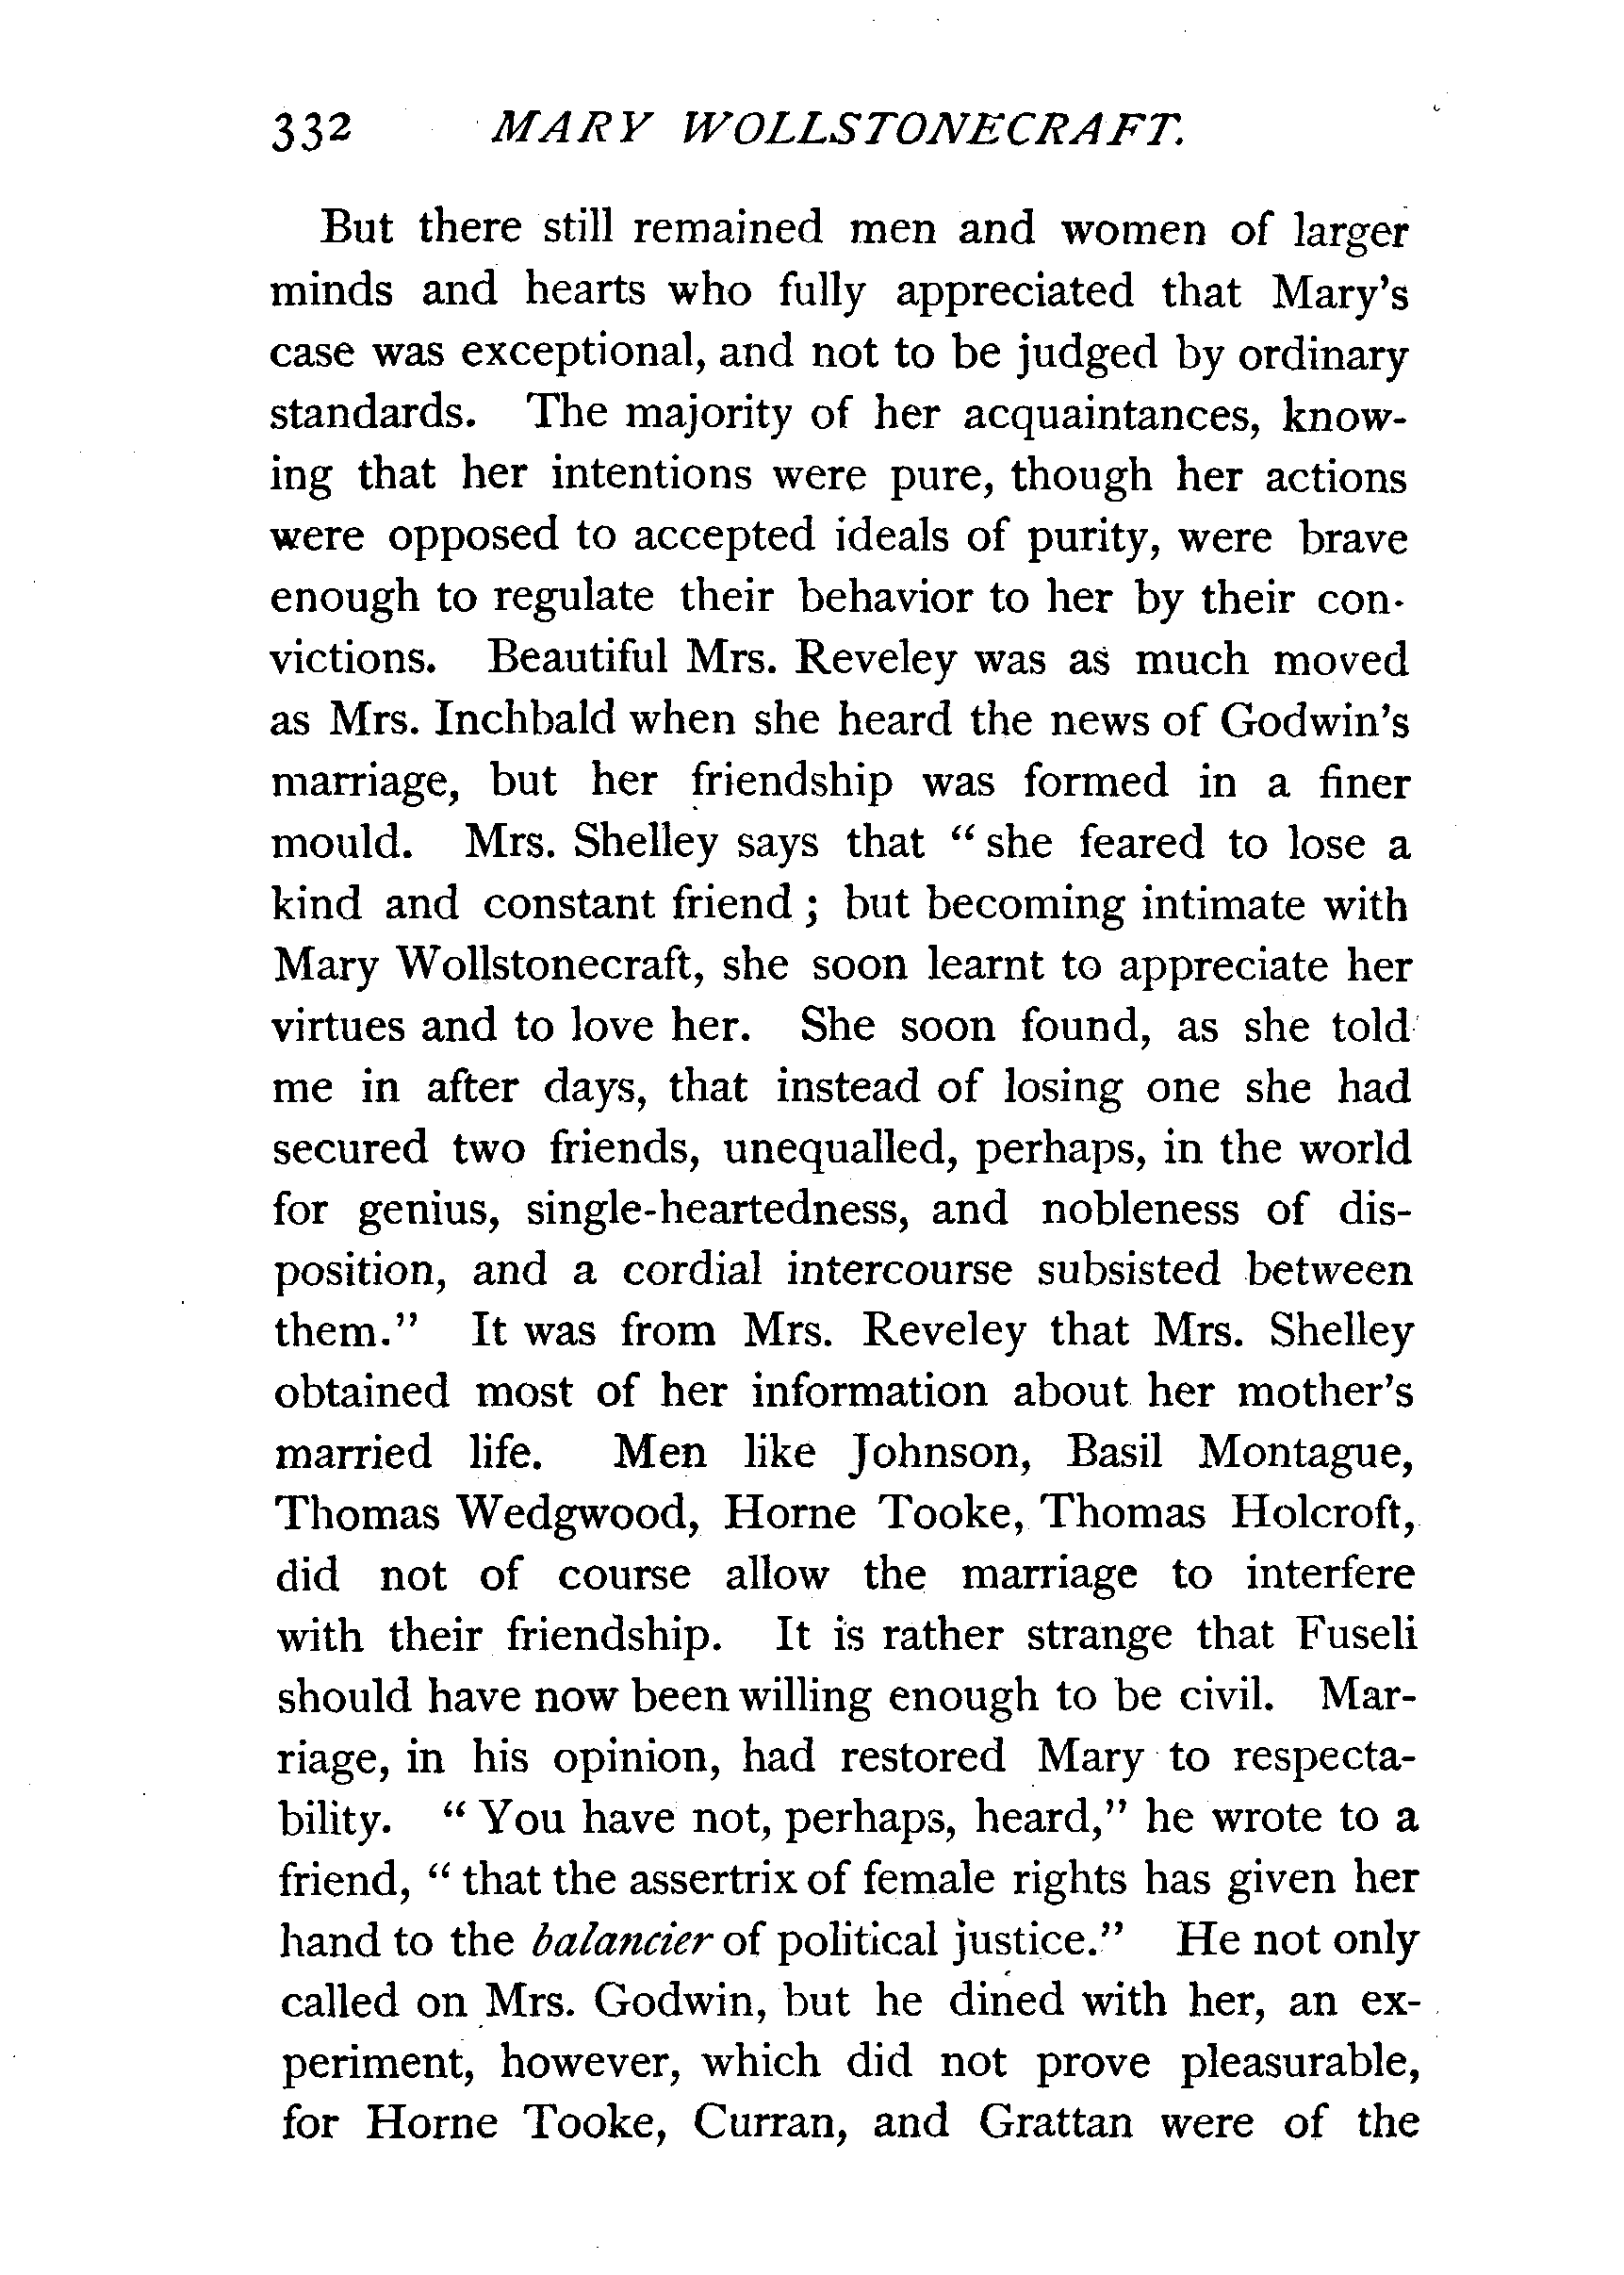 332 MARY WOLLSTONECRAFT.
But there still remained men and women of larger
minds and hearts who fully appreciated that Mary's
case was exceptional, and not to be judged by ordinary
standards. The majority of her acquaintances, know-
ing that her intentions were pure, though her actions
were opposed to accepted ideals of purity, were brave
enough to regulate their behavior to her by their con-
victions. Beautiful Mrs. Reveley was as much moved
as Mrs. Inchbald when she heard the news of Godwin's
marriage, but her friendship was formed in a finer
mould. Mrs. Shelley says that "she feared to lose a
kind and constant friend; but becoming intimate with
Mary Wollstonecraft, she soon learnt to appreciate her
virtues and to love her. She soon found, as she told
me in after days, that instead of losing one she had
secured two friends, unequalled, perhaps, in the world
for genius, single-heartedness, and nobleness of dis-
position, and a cordial intercourse subsisted between
them." It was from Mrs. Reveley that Mrs. Shelley
obtained most of her information about her mother's
married life. Men like Johnson, Basil Montague,
Thomas Wedgwood, Horne Tooke, Thomas Holcroft,
did not of course allow the marriage to interfere
with their friendship. It is rather strange that Fuseli
should have now been willing enough to be civil. Mar-
riage, in his opinion, had restored Mary to respecta-
bility. "You have not, perhaps, heard," he wrote to a
friend, "that the assertrix of female rights has given her
hand to the balancier of political justice." He not only
called on Mrs. Godwin, but he dined with her, an ex-
periment, however, which did not prove pleasurable,
for Horne Tooke, Curran, and Grattan were of the